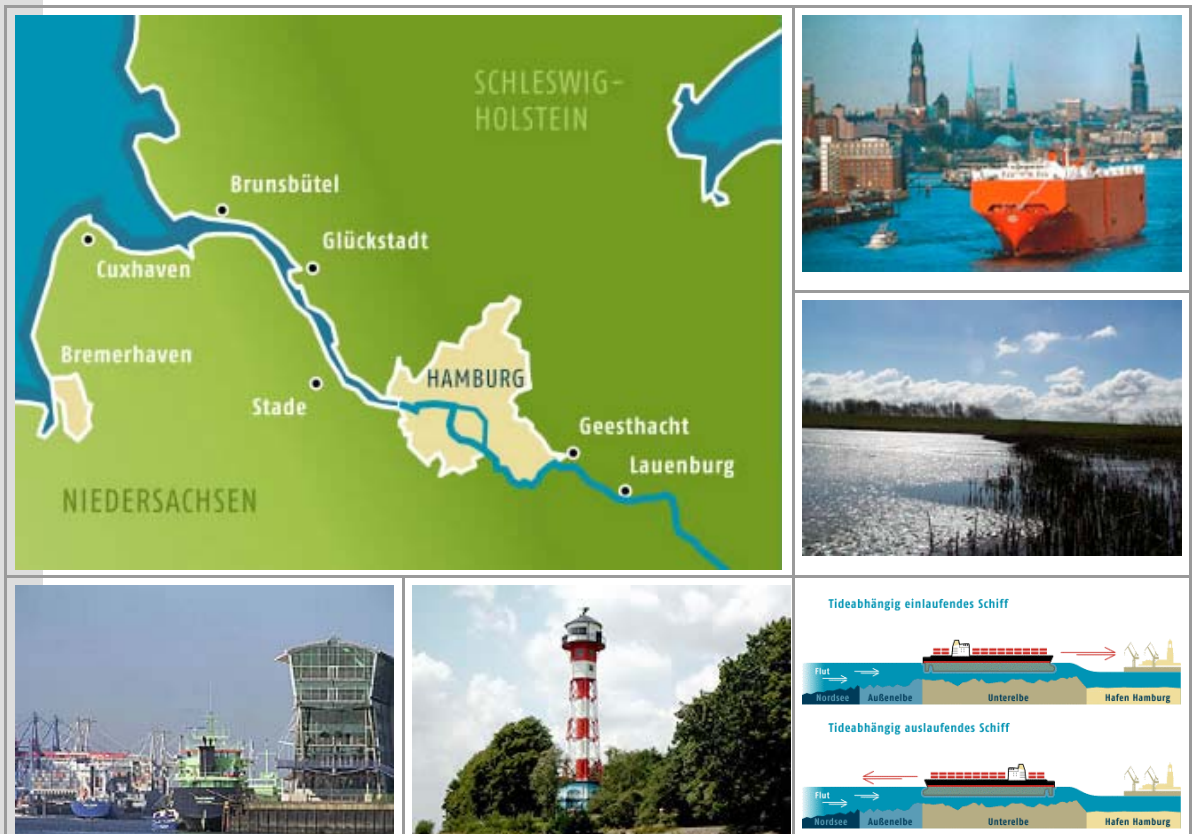 SCHLESWIG-
HOLSTEIN
Brunsbütel
Glückstadt
Cuxhaven
Bremerhaven
HAMBURG
Stade
Geesthacht
Lauenburg
NIEDERSACHSEN
Tideabhängig einlaufendes Schiff
Flut
Nordsee Außenelbe Unterelbe Hafen Hamburg
Tideabhängig auslaufendes Schiff
Flut
Nordsee Außenelbe Unterelbe Hafen Hamburg